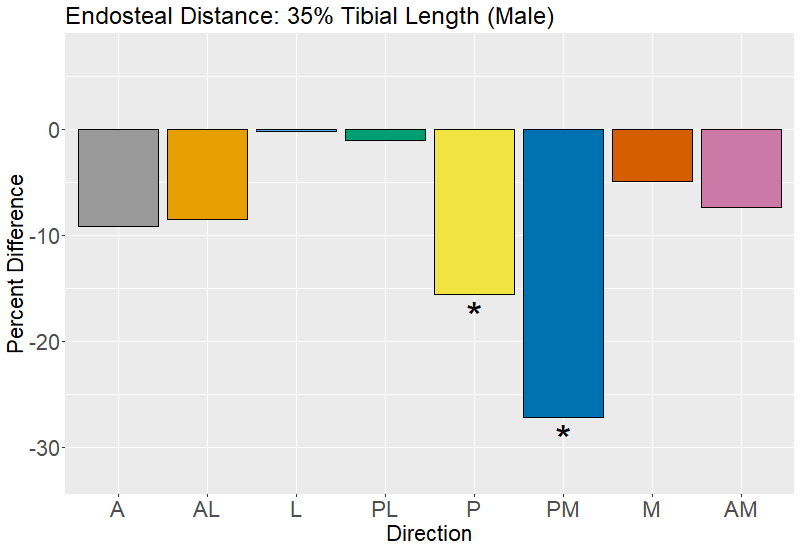 Endosteal Distance: 35% Tibial Length (Male)
Percent Difference
0
-10
-20
-30
*
*
A AL L PL P PM M AM
Direction